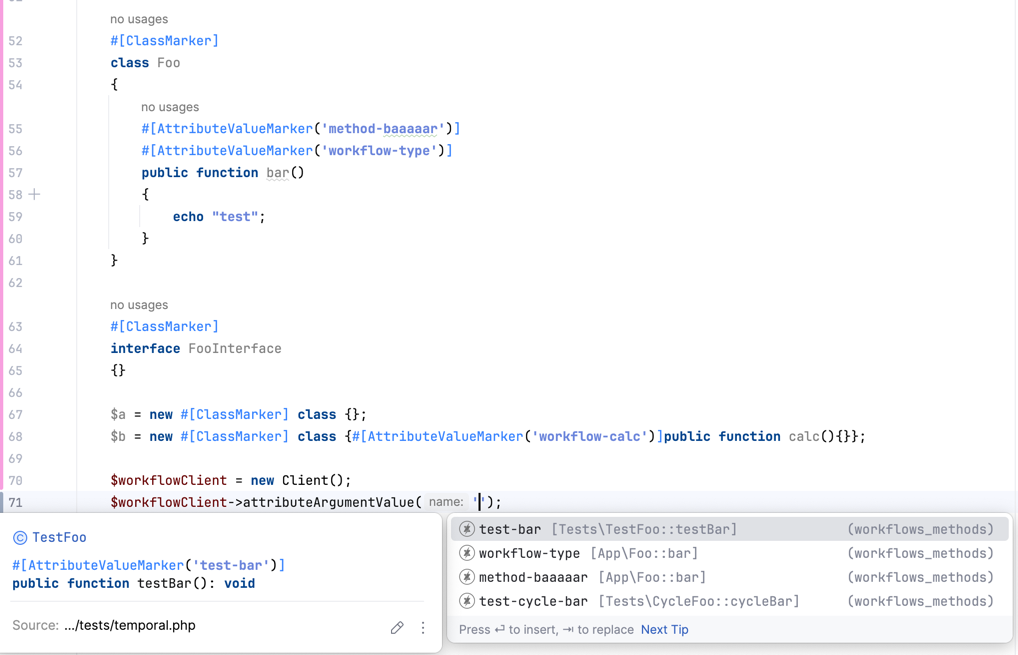 no usages
52 #[ClassMarker]
53 class Foo
54 {
no usages
55 #[AttributeValueMarker('method-baaaaar')]
56 #[AttributeValueMarker('workflow-type')]
57 public function bar()
58 {
59 echo "test";
60 }
61 }
62
no usages
63 #[ClassMarker]
64 interface FooInterface
65 {}
66
67 $a = new #[ClassMarker] class {};
68 $b = new #[ClassMarker] class {#[AttributeValueMarker('workflow-calc')]public function calc(){}};
69
70 $workflowClient = new Client();
71 $workflowClient->attributeArgumentValue( name: '');
TestFoo
#[AttributeValueMarker('test-bar')]
public function testBar(): void
Source: .../tests/temporal.php
test-bar [Tests\TestFoo::testBar] (workflows_methods)
workflow-type [App\Foo::bar] (workflows_methods)
method-baaaaar [App\Foo::bar] (workflows_methods)
test-cycle-bar [Tests\CycleFoo::cycleBar] (workflows_methods)
Press ⏎ to insert, ⇥ to replace Next Tip